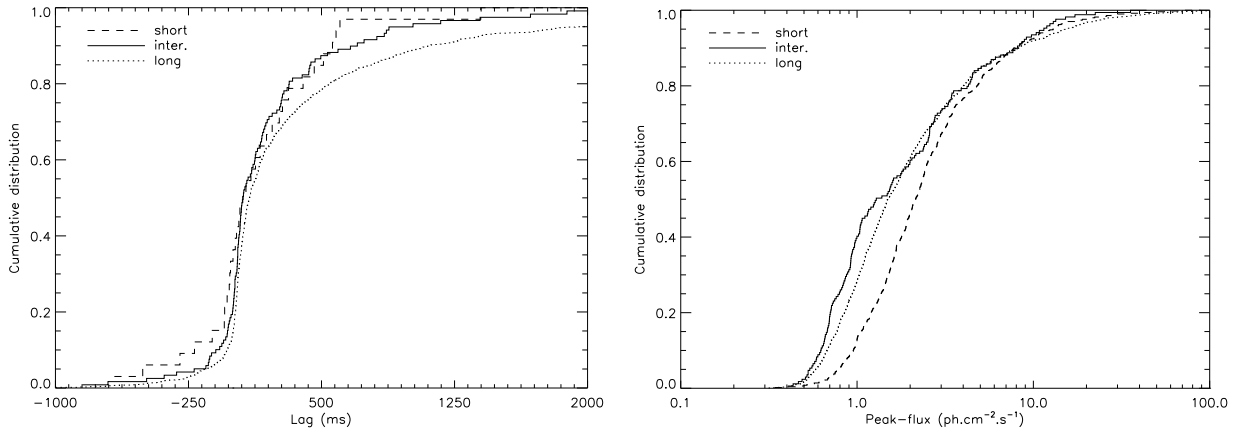 1.0
0.8
0.6
0.4
0.2
0.0
Cumulative distribution
short
inter.
long
−1000
−250
500
1250
2000
Lag (ms)
1.0
0.8
0.6
0.4
0.2
0.0
Cumulative distribution
short
inter.
long
0.1
1.0
10.0
100.0
Peak−flux (ph.cm⁻².s⁻¹)